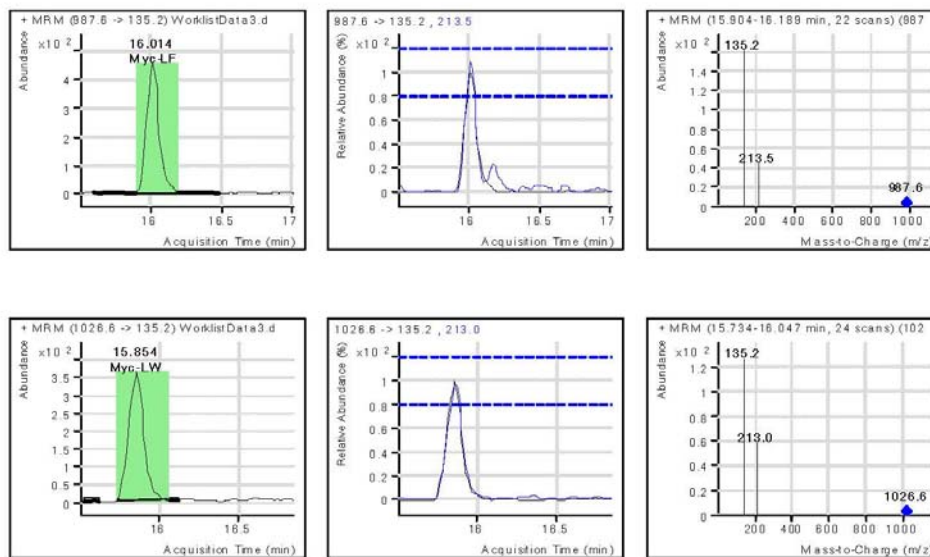 + MRM (987.6 -> 135.2) WorklistData3.d
Abundance
x10 2
16.014
Myc-LF
4
3
2
1
0
16
16.5
17
Acquisition Time (min)
987.6 -> 135.2 , 213.5
Relative Abundance (%)
x10 2
1
0.8
0.6
0.4
0.2
0
16
16.5
17
Acquisition Time (min)
+ MRM (15.904-16.189 min, 22 scans) (987
Abundance
x10 2
135.2
1.4
1.2
1
0.8
0.6
0.4
0.2
0
213.5
987.6
200 400 600 800 1000
Mass-to-Charge (m/z)
+ MRM (1026.6 -> 135.2) WorklistData3.d
Abundance
x10 2
15.854
Myc-LW
3.5
3
2.5
2
1.5
1
0.5
0
16
16.5
Acquisition Time (min)
1026.6 -> 135.2 , 213.0
Relative Abundance (%)
x10 2
1
0.8
0.6
0.4
0.2
0
16
16.5
Acquisition Time (min)
+ MRM (15.734-16.047 min, 24 scans) (102
Abundance
x10 2
135.2
1.2
1
0.8
0.6
0.4
0.2
0
213.0
1026.6
200 400 600 800 1000
Mass-to-Charge (m/z)